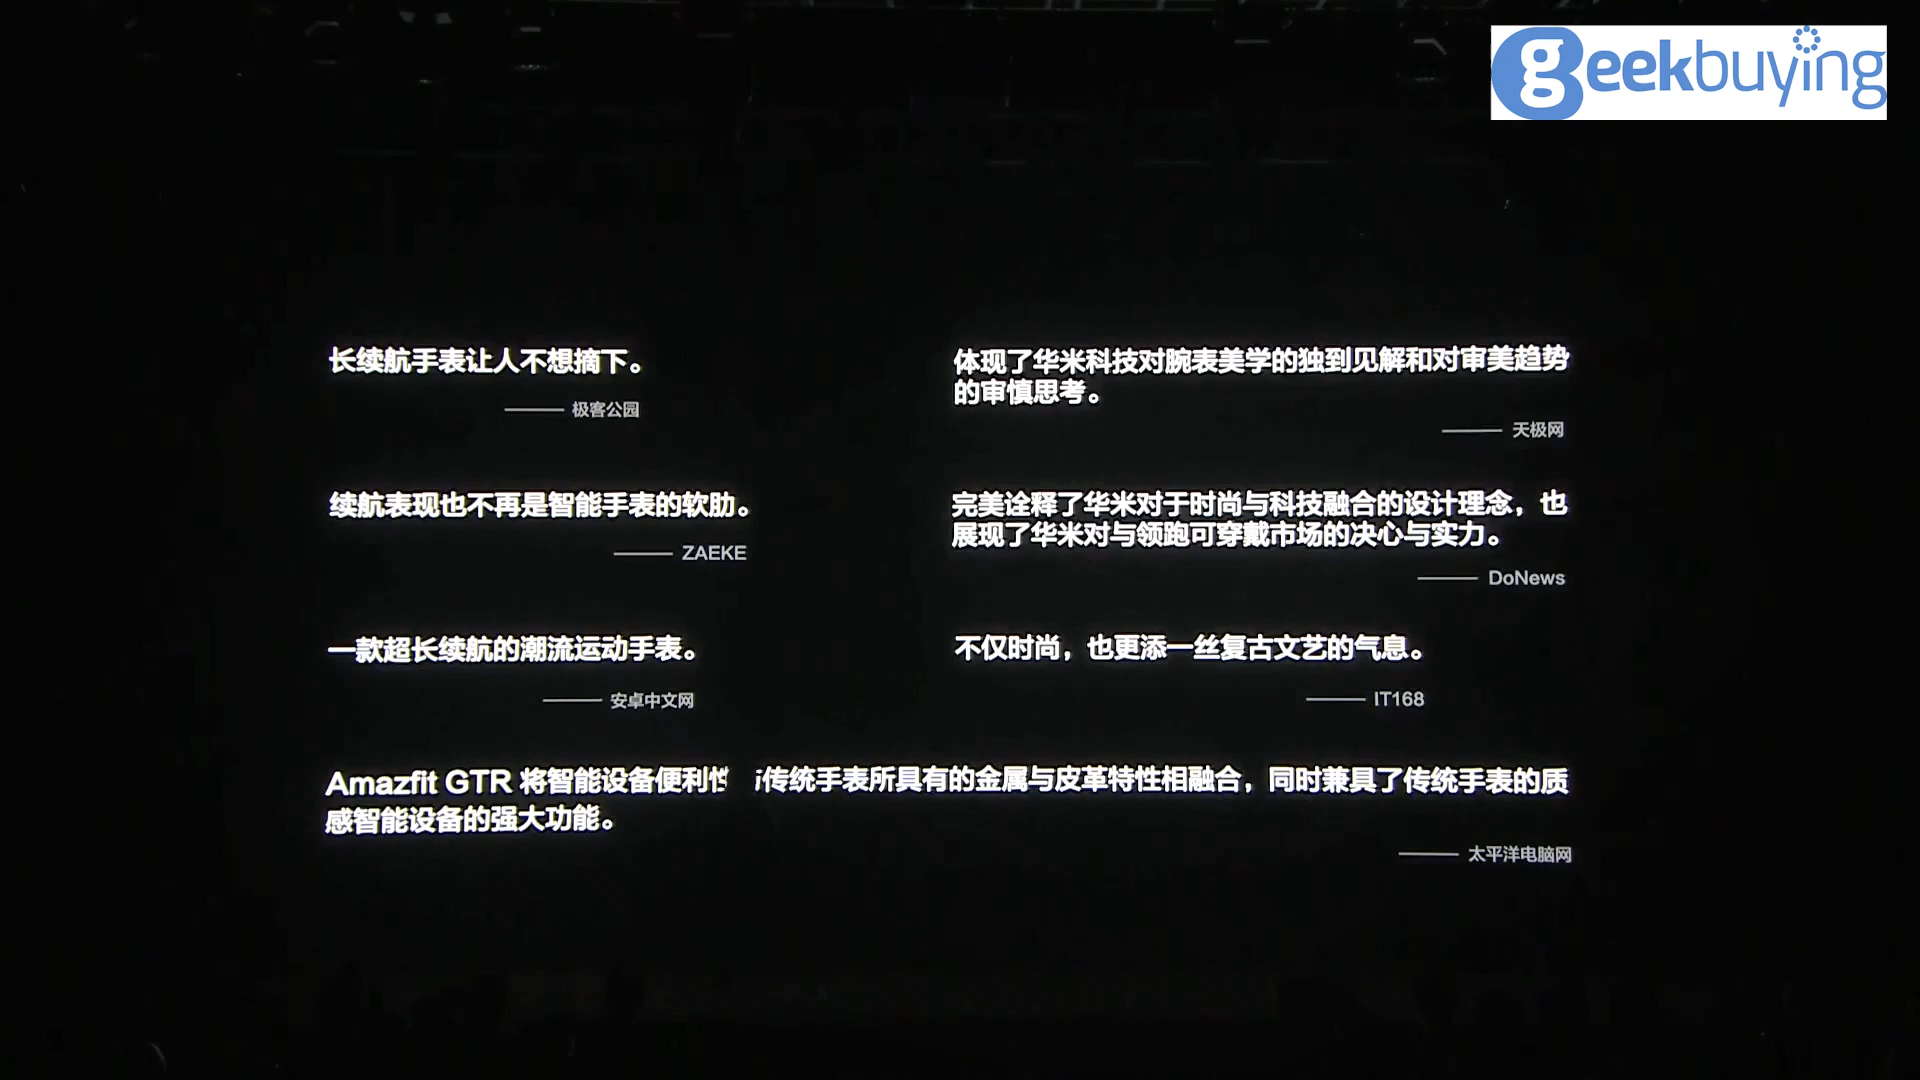 geekbuying
长续航手表让人不想摘下。
—— 极客公园
体现了华米科技对腕表美学的独到见解和对审美趋势
的审慎思考。
—— 天极网
续航表现也不再是智能手表的软肋。
—— ZAEKE
完美诠释了华米对于时尚与科技融合的设计理念，也
展现了华米对与领跑可穿戴市场的决心与实力。
—— DoNews
一款超长续航的潮流运动手表。
—— 安卓中文网
不仅时尚，也更添一丝复古文艺的气息。
—— IT168
Amazfit GTR 将智能设备便利性 传统手表所具有的金属与皮革特性相融合，同时兼具了传统手表的质
感智能设备的强大功能。
—— 太平洋电脑网